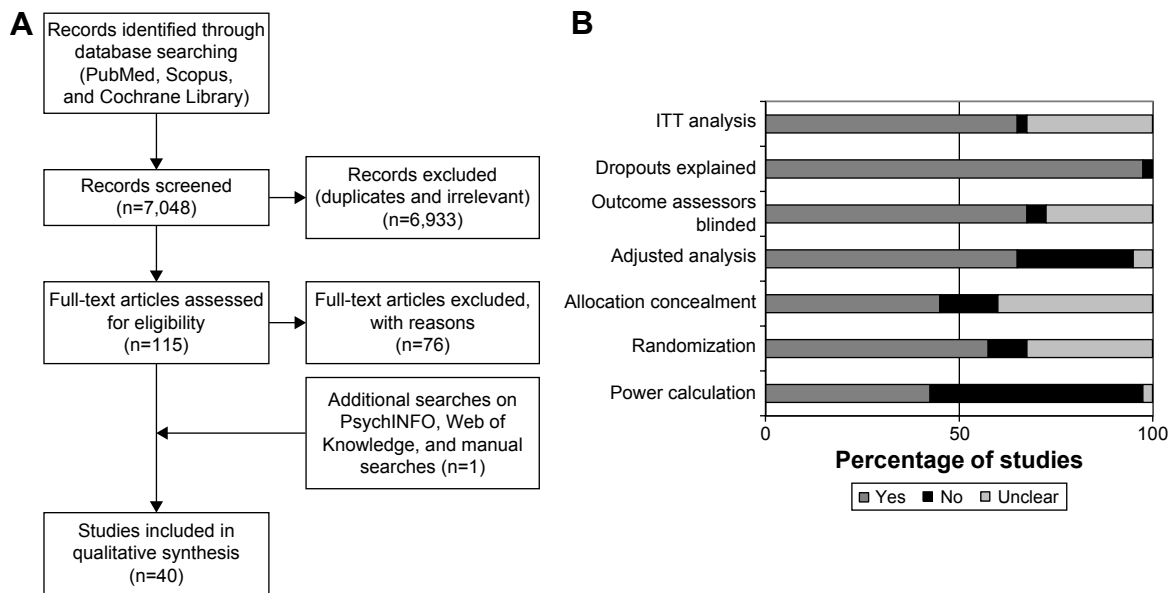 A
Records identified through
database searching
(PubMed, Scopus,
and Cochrane Library)
Records screened
(n=7,048)
Records excluded
(duplicates and irrelevant)
(n=6,933)
Full-text articles assessed
for eligibility
(n=115)
Full-text articles excluded,
with reasons
(n=76)
Additional searches on
PsychINFO, Web of
Knowledge, and manual
searches (n=1)
Studies included in
qualitative synthesis
(n=40)
B
ITT analysis
Dropouts explained
Outcome assessors
blinded
Adjusted analysis
Allocation concealment
Randomization
Power calculation
0 50 100
Percentage of studies
Yes No Unclear